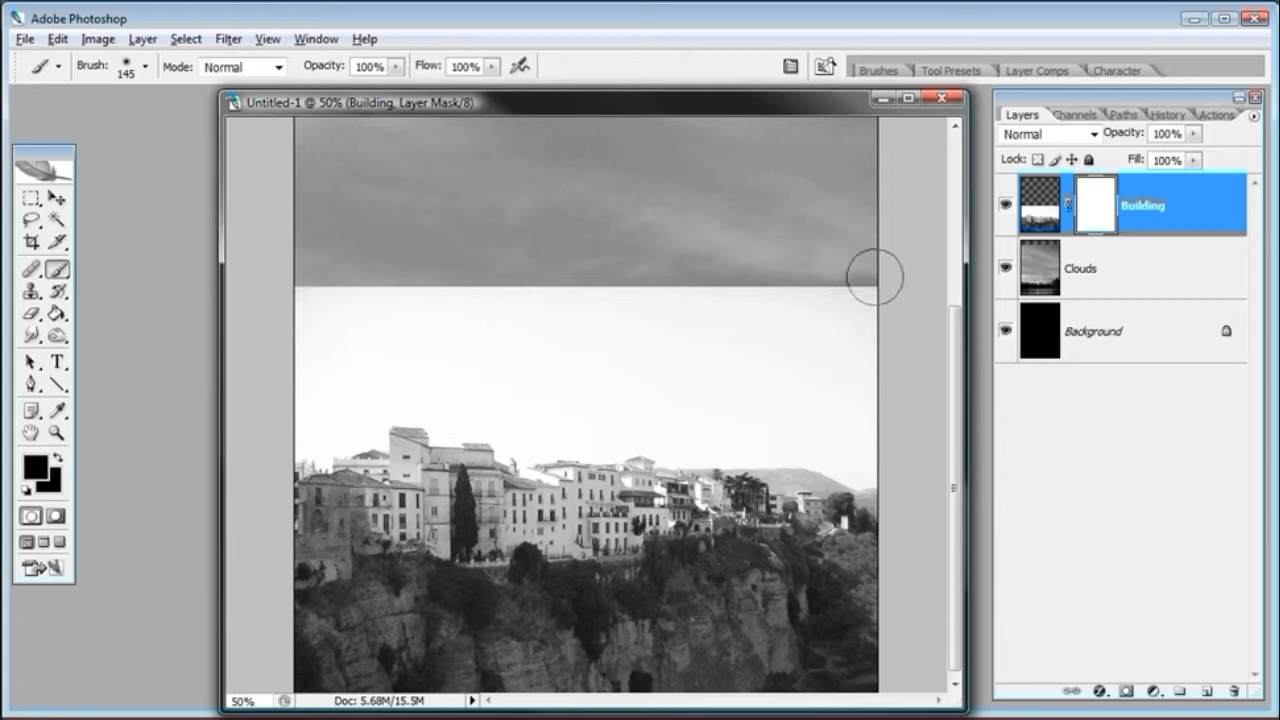 Adobe Photoshop
File Edit Image Layer Select Filter View Window Help
Brush: 145 Mode: Normal Opacity: 100% Flow: 100% Brushes Tool Presets Layer Comps Character
Untitled-1 @ 50% (Building, Layer Mask/8)
Layers Channels Paths History Actions
Normal Opacity: 100%
Lock: Fill: 100%
Building
Clouds
Background
T
50% Doc: 5.68M/15.5M